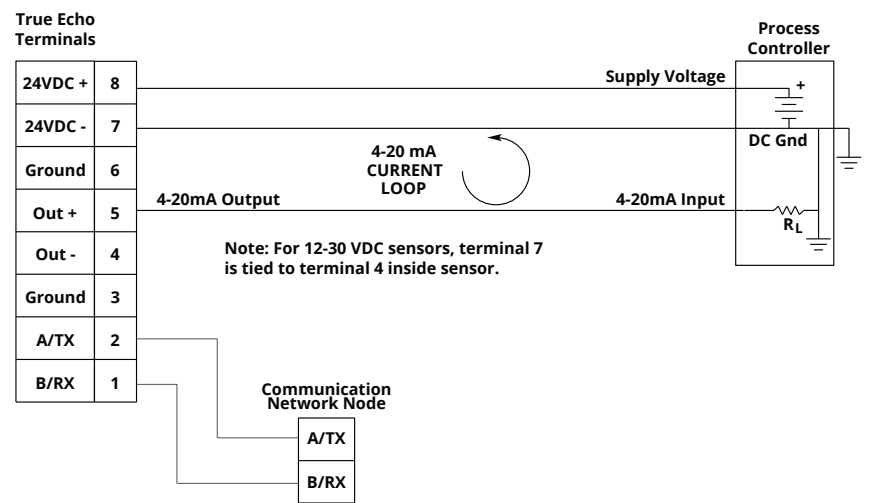 True Echo
Terminals
24VDC + 8
24VDC - 7
Ground 6
Out + 5
Out - 4
Ground 3
A/TX 2
B/RX 1
Process
Controller
Supply Voltage
+
DC Gnd
4-20 mA
CURRENT
LOOP
4-20mA Output
4-20mA Input
RL
Note: For 12-30 VDC sensors, terminal 7
is tied to terminal 4 inside sensor.
Communication
Network Node
A/TX
B/RX